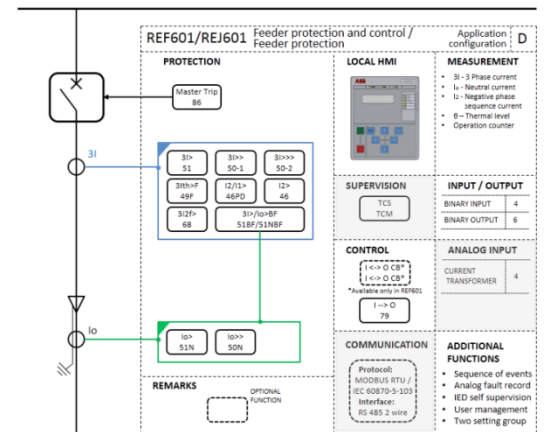 REF601/REJ601
Feeder protection and control /
Feeder protection
Application
configuration
D
PROTECTION
Master Trip
86
3I
3I>
51
3I>>
50-1
3I>>>
50-2
3Ith>F
49F
I2/I1>
46PD
I2>
46
3I2f>
68
3I>/Io>BF
51BF/51NBF
Io
Io>
51N
Io>>
50N
REMARKS
OPTIONAL
FUNCTION
LOCAL HMI
ABB
SUPERVISION
TCS
TCM
CONTROL
I <-> O CB*
I <-> O CB*
*Available only in REF601
I --> O
79
COMMUNICATION
Protocol:
MODBUS RTU /
IEC 60870-5-103
Interface:
RS 485 2 wire
MEASUREMENT
• 3I - 3 Phase current
• Io - Neutral current
• I2 - Negative phase
sequence current
• θ – Thermal level
• Operation counter
INPUT / OUTPUT
BINARY INPUT 4
BINARY OUTPUT 6
ANALOG INPUT
CURRENT
TRANSFORMER 4
ADDITIONAL
FUNCTIONS
• Sequence of events
• Analog fault record
• IED self supervision
• User management
• Two setting group